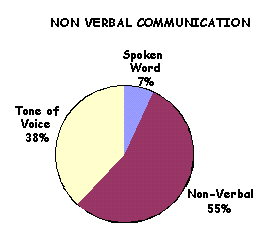 NON VERBAL COMMUNICATION
Spoken
Word
7%
Tone of
Voice
38%
Non-Verbal
55%